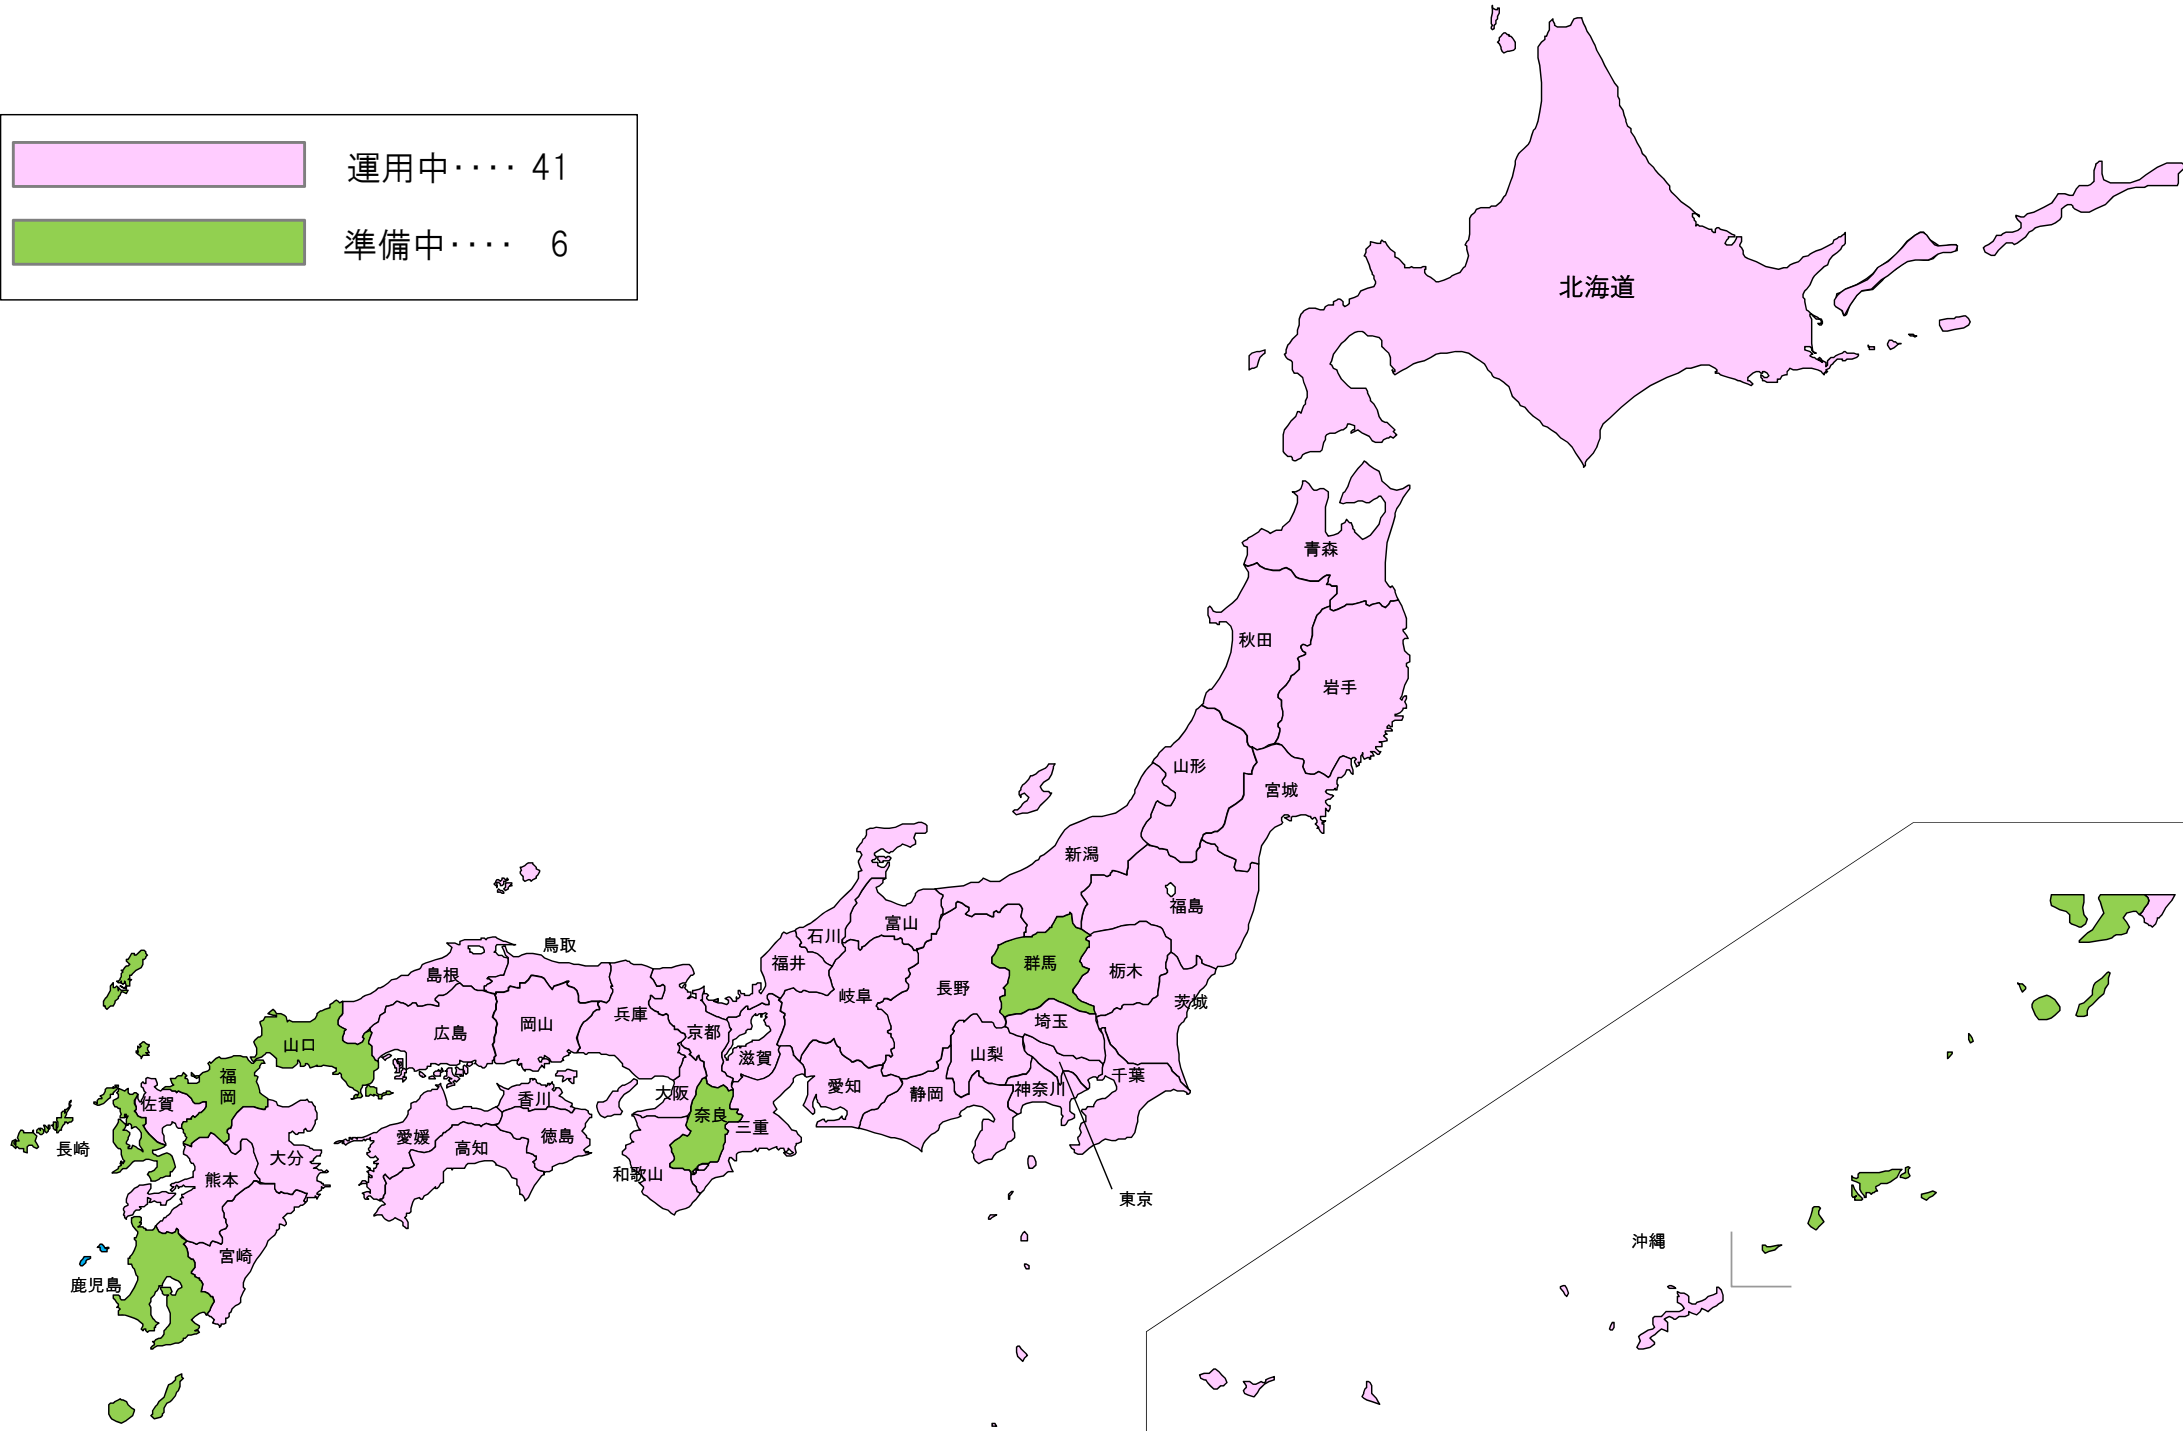 運用中‥‥ 41
準備中‥‥ 6
北海道
青森
秋田
岩手
山形
宮城
新潟
福島
富山
石川
福井
群馬
栃木
鳥取
島根
岐阜
長野
茨城
広島
岡山
兵庫
京都
埼玉
山口
滋賀
山梨
福
岡
佐賀
大阪
香川
愛知
静岡
神奈川
千葉
奈良
三重
愛媛
徳島
高知
長崎
大分
熊本
和歌山
東京
宮崎
鹿児島
沖縄